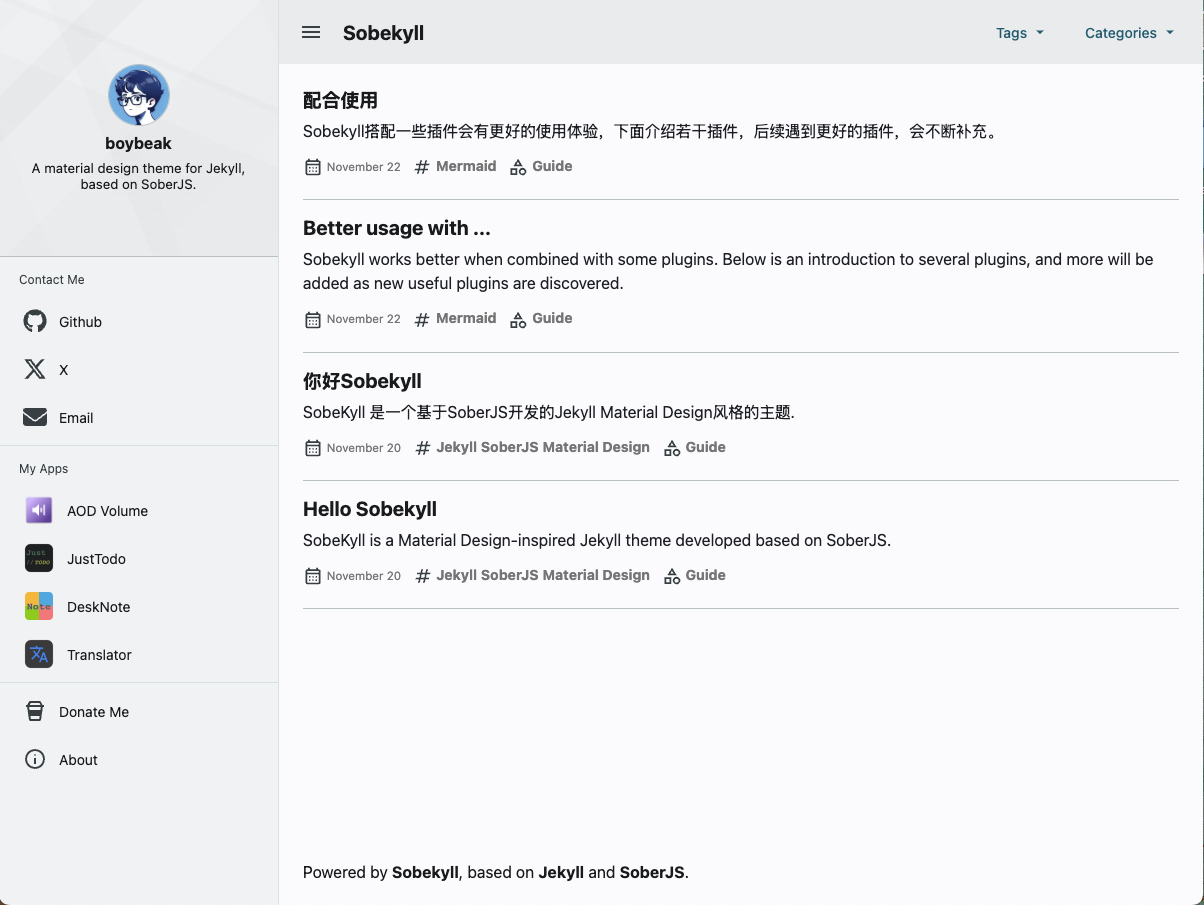 boybeak
A material design theme for Jekyll,
based on SoberJS.
Contact Me
Github
X
Email
My Apps
AOD Volume
Just
// TODO
JustTodo
Note
DeskNote
Translator
Donate Me
About
Sobekyll
Tags
Categories
配合使用
Sobekyll搭配一些插件会有更好的使用体验，下面介绍若干插件，后续遇到更好的插件，会不断补充。
November 22 # Mermaid Guide
Better usage with ...
Sobekyll works better when combined with some plugins. Below is an introduction to several plugins, and more will be
added as new useful plugins are discovered.
November 22 # Mermaid Guide
你好Sobekyll
SobeKyll 是一个基于SoberJS开发的Jekyll Material Design风格的主题.
November 20 # Jekyll SoberJS Material Design Guide
Hello Sobekyll
SobeKyll is a Material Design-inspired Jekyll theme developed based on SoberJS.
November 20 # Jekyll SoberJS Material Design Guide
Powered by Sobekyll, based on Jekyll and SoberJS.